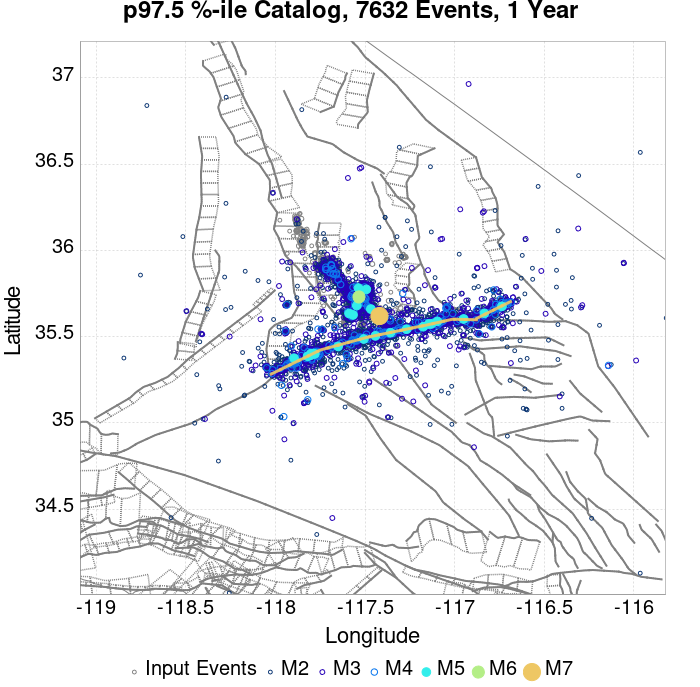 p97.5 %-ile Catalog, 7632 Events, 1 Year
37
36.5
36
35.5
35
34.5
Latitude
-119 -118.5 -118 -117.5 -117 -116.5 -116
Longitude
Input Events M2 M3 M4 M5 M6 M7